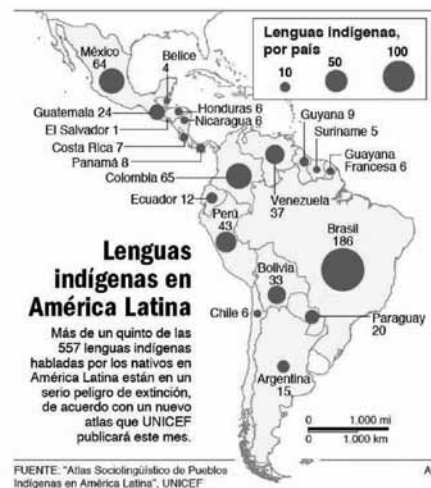 Lenguas indígenas,
por país
10
50
100
México
64
Belice
4
Guatemala 24
Honduras 6
Nicaragua 6
El Salvador 1
Costa Rica 7
Panamá 8
Colombia 65
Ecuador 12
Perú
43
Guyana 9
Suriname 5
Guayana
Francesa 6
Venezuela
37
Brasil
186
Bolivia
33
Chile 6
Paraguay
20
Argentina
15
Lenguas
indígenas en
América Latina
Más de un quinto de las
557 lenguas indígenas
habladas por los nativos en
América Latina están en un
serio peligro de extinción,
de acuerdo con un nuevo
atlas que UNICEF
publicará este mes.
0 1.000 mi
0 1.000 km
FUENTE: "Atlas Sociolingüístico de Pueblos
Indígenas en América Latina", UNICEF
A